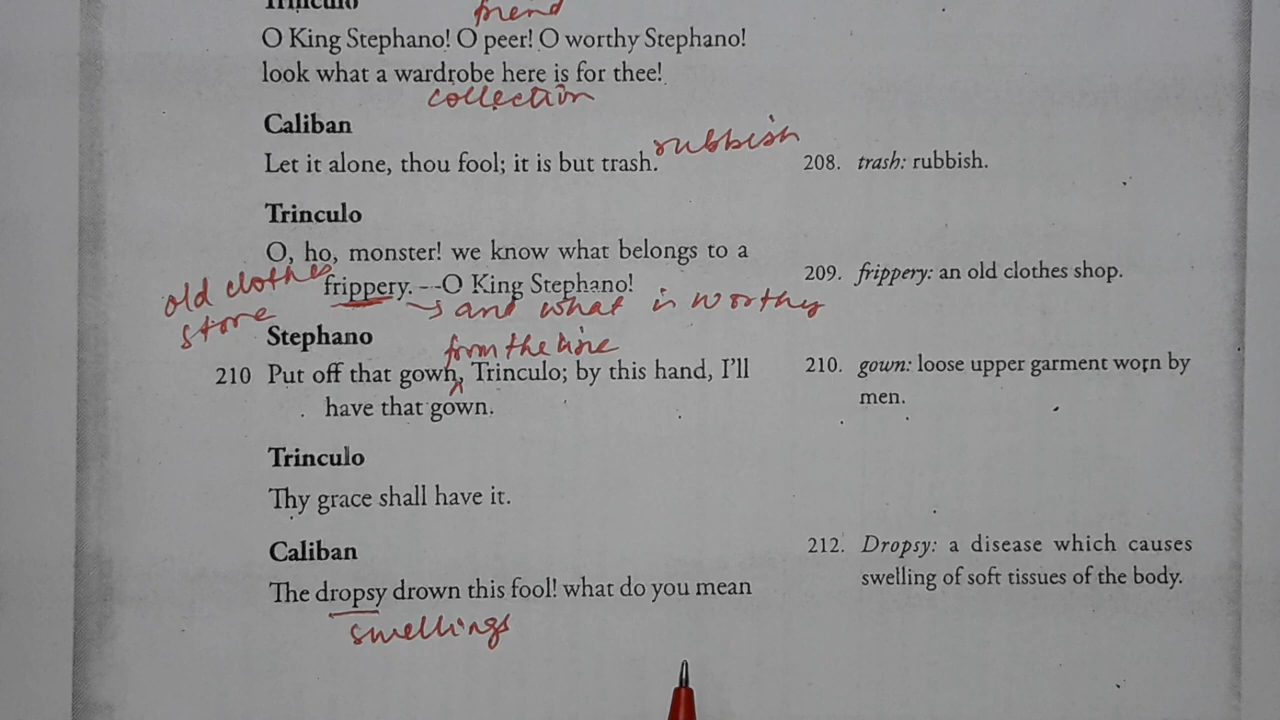 Trinculo
friend
O King Stephano! O peer! O worthy Stephano!
look what a wardrobe here is for thee!
collection
Caliban
rubbish
Let it alone, thou fool; it is but trash.
208. trash: rubbish.
Trinculo
O, ho, monster! we know what belongs to a
old clothes
frippery. --O King Stephano!
209. frippery: an old clothes shop.
and what is worthy
store
Stephano
from the line
210 Put off that gown, Trinculo; by this hand, I'll
have that gown.
210. gown: loose upper garment worn by
men.
Trinculo
Thy grace shall have it.
Caliban
The dropsy drown this fool! what do you mean
212. Dropsy: a disease which causes
swelling of soft tissues of the body.
swellings